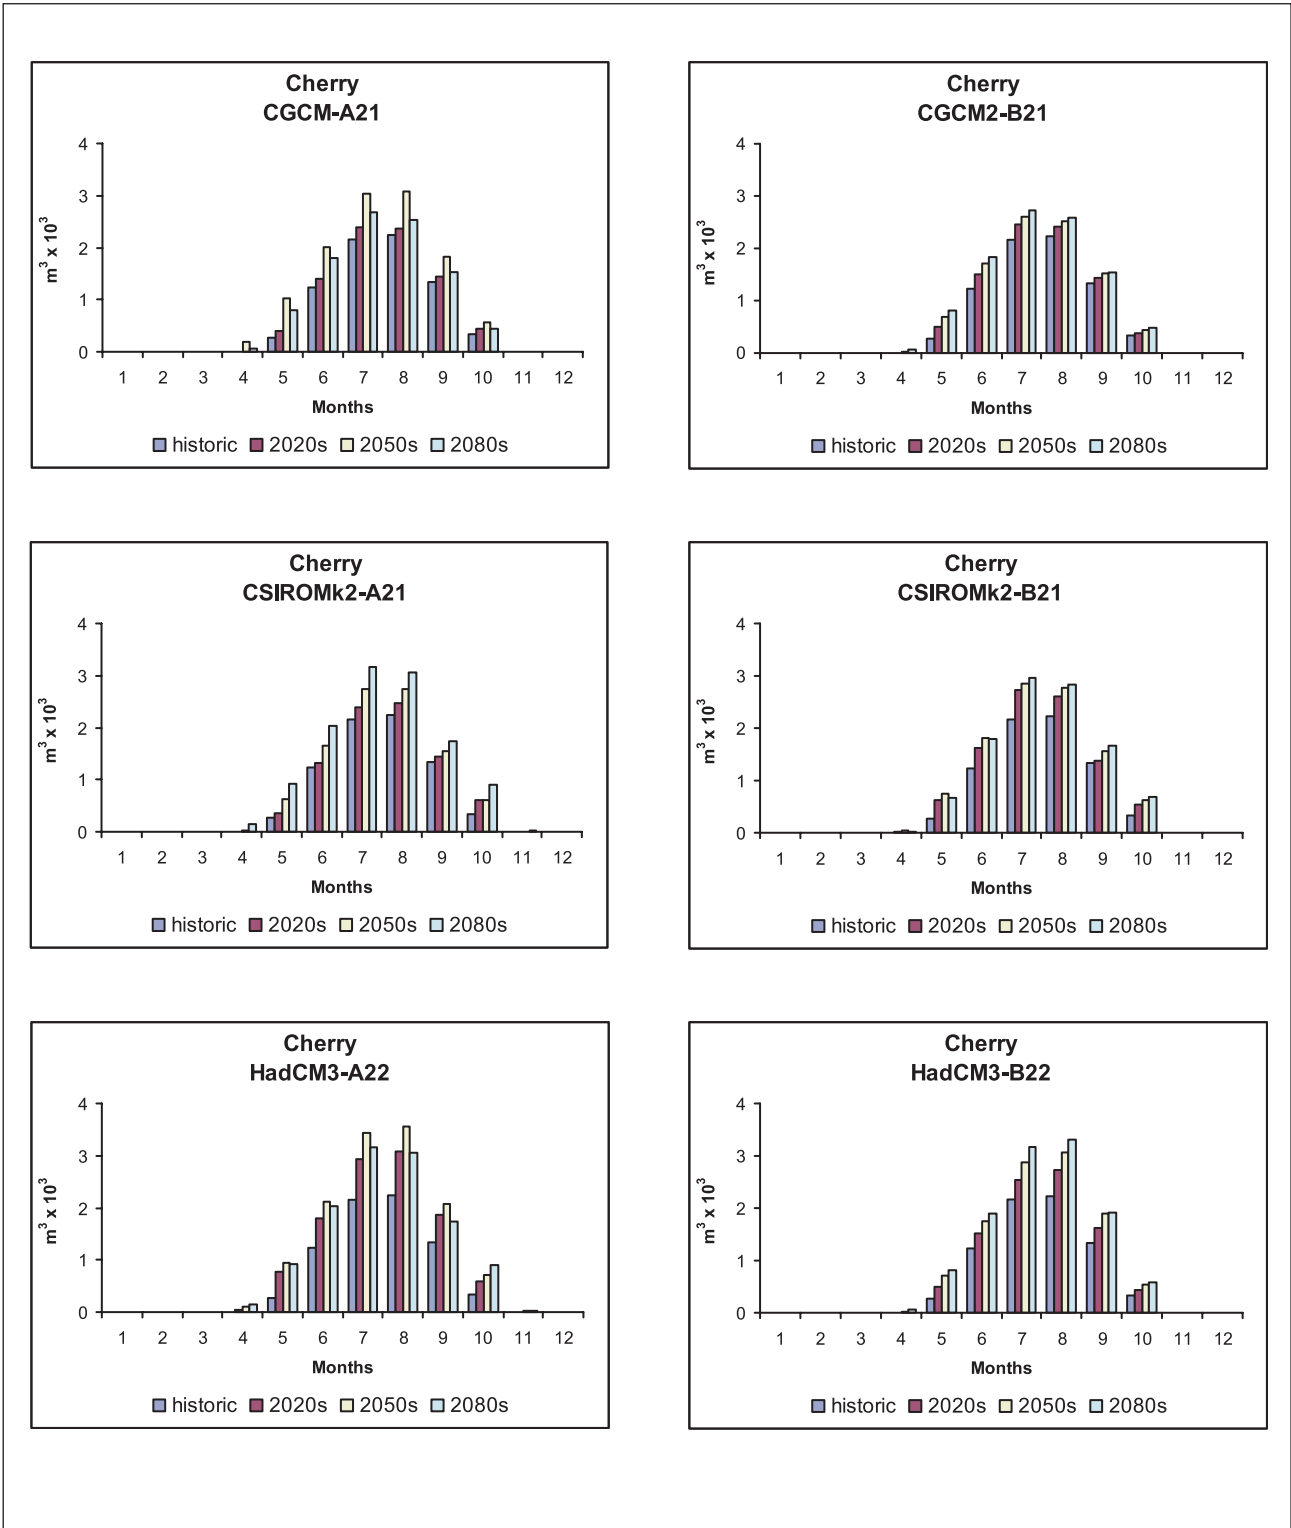 Cherry
CGCM-A21
4
3
2
1
0
m³ x 10³
1 2 3 4 5 6 7 8 9 10 11 12
Months
historic 2020s 2050s 2080s
Cherry
CGCM2-B21
4
3
2
1
0
m³ x 10³
1 2 3 4 5 6 7 8 9 10 11 12
Months
historic 2020s 2050s 2080s
Cherry
CSIROMk2-A21
4
3
2
1
0
m³ x 10³
1 2 3 4 5 6 7 8 9 10 11 12
Months
historic 2020s 2050s 2080s
Cherry
CSIROMk2-B21
4
3
2
1
0
m³ x 10³
1 2 3 4 5 6 7 8 9 10 11 12
Months
historic 2020s 2050s 2080s
Cherry
HadCM3-A22
4
3
2
1
0
m³ x 10³
1 2 3 4 5 6 7 8 9 10 11 12
Months
historic 2020s 2050s 2080s
Cherry
HadCM3-B22
4
3
2
1
0
m³ x 10³
1 2 3 4 5 6 7 8 9 10 11 12
Months
historic 2020s 2050s 2080s